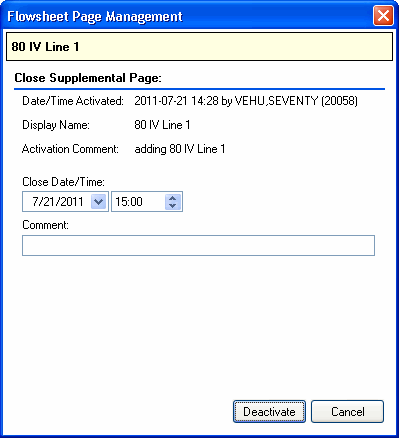 Flowsheet Page Management
80 IV Line 1
Close Supplemental Page:
Date/Time Activated: 2011-07-21 14:28 by VEHU,SEVENTY (20058)
Display Name: 80 IV Line 1
Activation Comment: adding 80 IV Line 1
Close Date/Time:
7/21/2011 15:00
Comment:
Deactivate Cancel